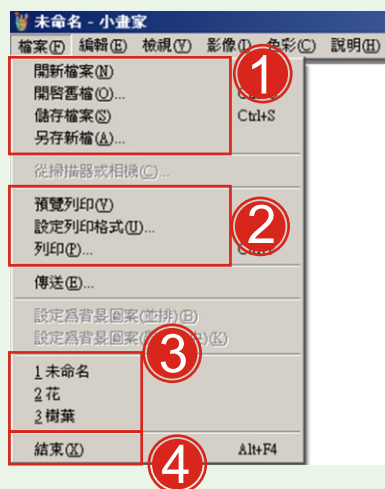 未命名 - 小畫家
檔案(F) 編輯(E) 檢視(V) 影像(I) 色彩(C) 說明(H)
開新檔案(N)
1
開啓舊檔(O)...
儲存檔案(S) Ctrl+S
另存新檔(A)...
從掃描器或相機(C)...
預覽列印(V)
設定列印格式(U)...
2
列印(P)...
傳送(E)...
設定爲背景圖案(並排)(B)
設定爲背景圖案(K)
3
1 未命名
2 花
3 樹葉
結束(X) Alt+F4
4